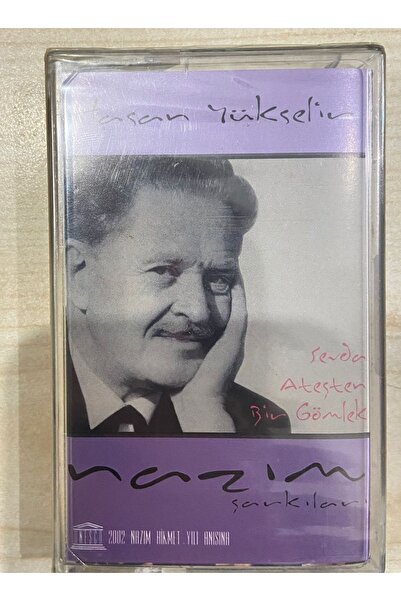 Hasan Yükselir
Sevda
Ateşten
Bir Gömlek
nazım
şarkıları
UNESCO 2002 NAZIM HİKMET YILI ANISINA